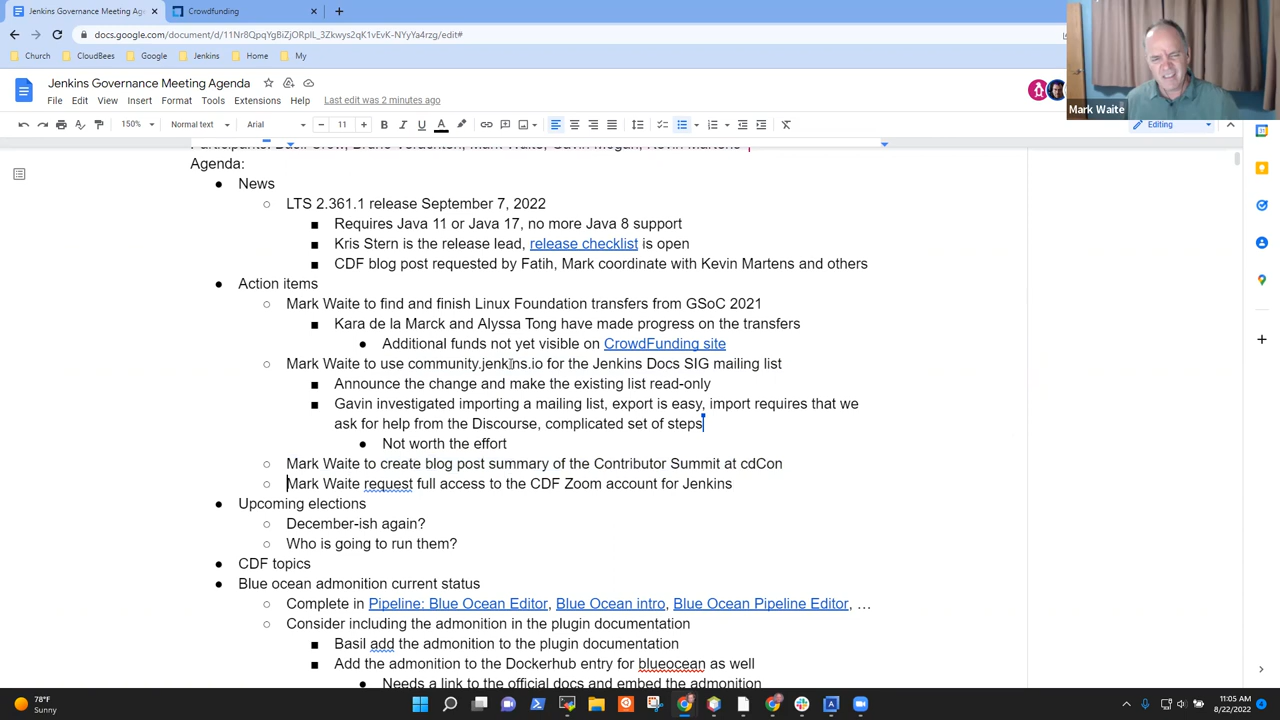 Jenkins Governance Meeting Agenda
Crowdfunding
docs.google.com/document/d/11Nr8QpqYgBiZjORpIL_3Zkwys2qK1vEvK-NYyYa4rzg/edit#
Church CloudBees Google Jenkins Home My
Jenkins Governance Meeting Agenda
File Edit View Insert Format Tools Extensions Help Last edit was 2 minutes ago
Mark Waite
150% Normal text Arial 11 Editing
Agenda:
News
LTS 2.361.1 release September 7, 2022
Requires Java 11 or Java 17, no more Java 8 support
Kris Stern is the release lead, release checklist is open
CDF blog post requested by Fatih, Mark coordinate with Kevin Martens and others
Action items
Mark Waite to find and finish Linux Foundation transfers from GSoC 2021
Kara de la Marck and Alyssa Tong have made progress on the transfers
Additional funds not yet visible on CrowdFunding site
Mark Waite to use community.jenkins.io for the Jenkins Docs SIG mailing list
Announce the change and make the existing list read-only
Gavin investigated importing a mailing list, export is easy, import requires that we
ask for help from the Discourse, complicated set of steps
Not worth the effort
Mark Waite to create blog post summary of the Contributor Summit at cdCon
Mark Waite request full access to the CDF Zoom account for Jenkins
Upcoming elections
December-ish again?
Who is going to run them?
CDF topics
Blue ocean admonition current status
Complete in Pipeline: Blue Ocean Editor, Blue Ocean intro, Blue Ocean Pipeline Editor, …
Consider including the admonition in the plugin documentation
Basil add the admonition to the plugin documentation
Add the admonition to the Dockerhub entry for blueocean as well
Needs a link to the official docs and embed the admonition
78°F
Sunny
11:05 AM
8/22/2022